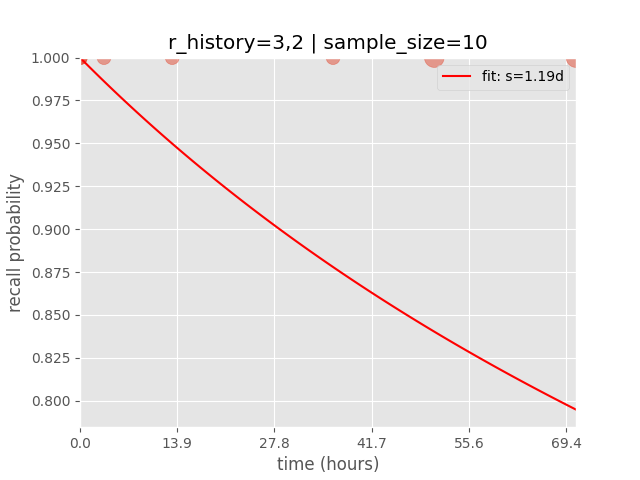 r_history=3,2 | sample_size=10
fit: s=1.19d
1.000
0.975
0.950
0.925
0.900
0.875
0.850
0.825
0.800
recall probability
0.0 13.9 27.8 41.7 55.6 69.4
time (hours)